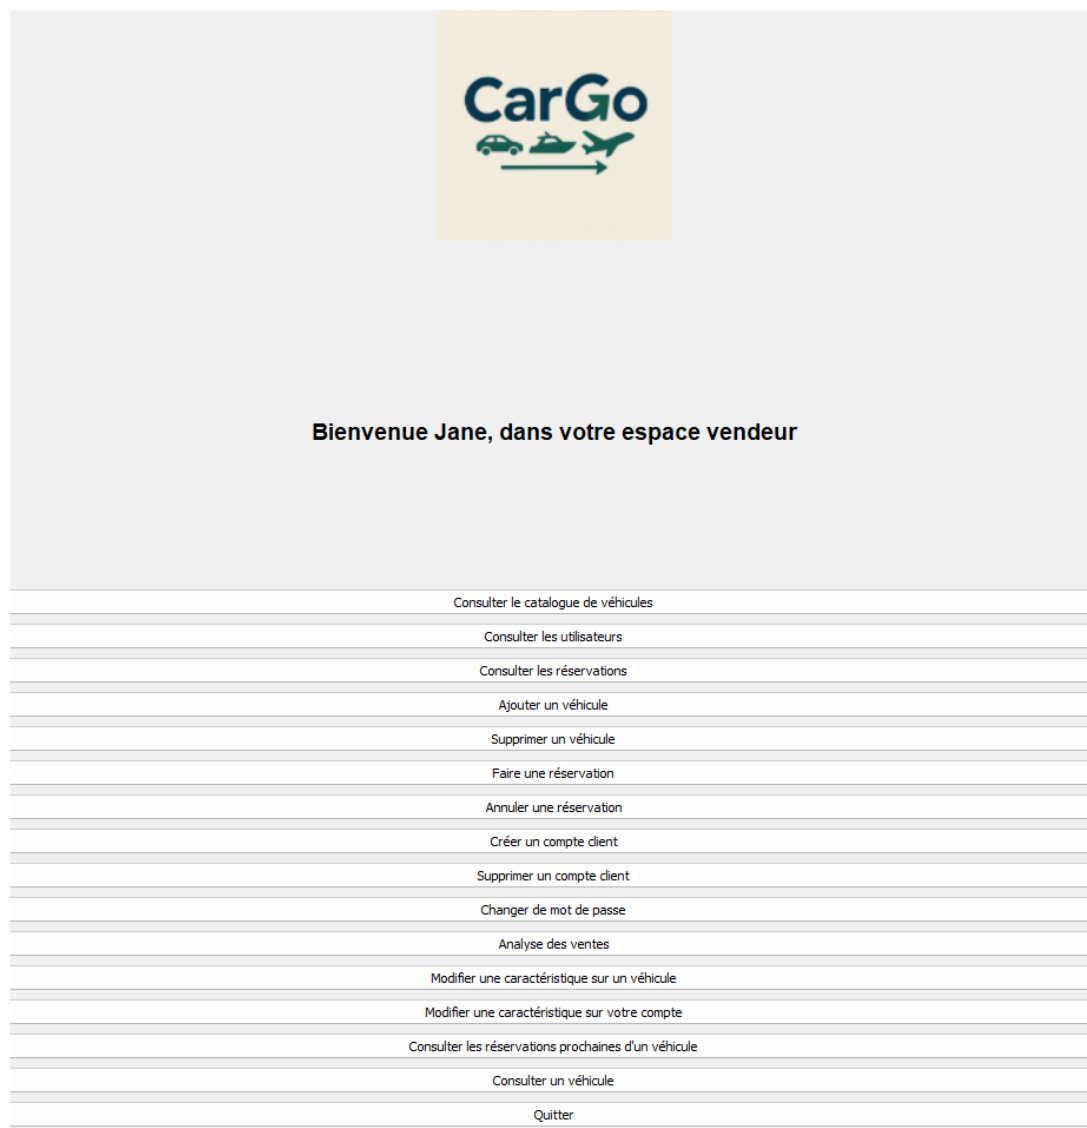 CarGo
Bienvenue Jane, dans votre espace vendeur
Consulter le catalogue de véhicules
Consulter les utilisateurs
Consulter les réservations
Ajouter un véhicule
Supprimer un véhicule
Faire une réservation
Annuler une réservation
Créer un compte client
Supprimer un compte client
Changer de mot de passe
Analyse des ventes
Modifier une caractéristique sur un véhicule
Modifier une caractéristique sur votre compte
Consulter les réservations prochaines d'un véhicule
Consulter un véhicule
Quitter